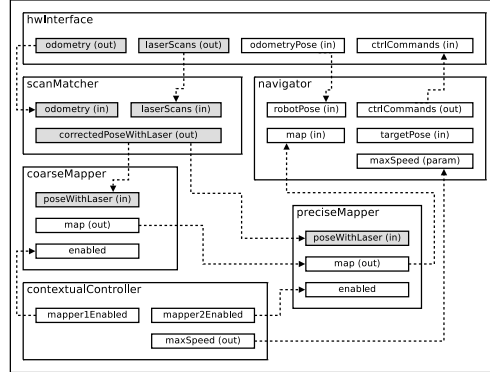 hwInterface
odometry (out)
laserScans (out)
odometryPose (in)
ctrlCommands (in)
scanMatcher
odometry (in)
laserScans (in)
correctedPoseWithLaser (out)
navigator
robotPose (in)
ctrlCommands (out)
map (in)
targetPose (in)
maxSpeed (param)
coarseMapper
poseWithLaser (in)
map (out)
enabled
preciseMapper
poseWithLaser (in)
map (out)
enabled
contextualController
mapper1Enabled
mapper2Enabled
maxSpeed (out)